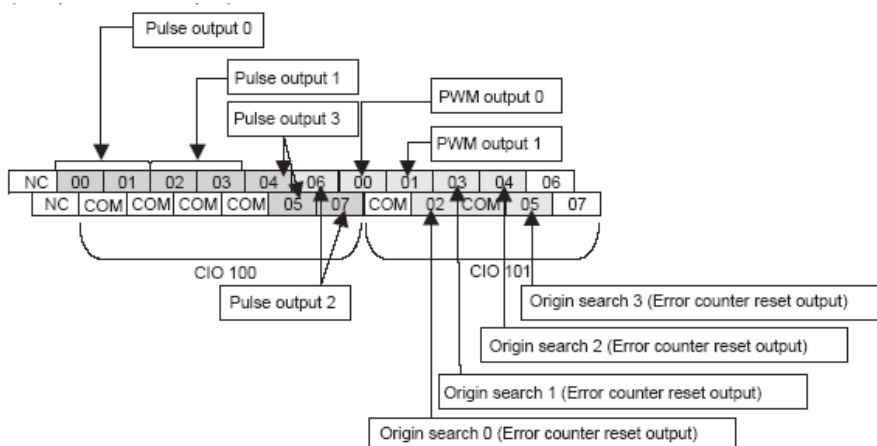 Pulse output 0
Pulse output 1
Pulse output 3
PWM output 0
PWM output 1
NC 00 01 02 03 04 06 00 01 03 04 06
NC COM COM COM COM 05 07 COM 02 COM 05 07
CIO 100
CIO 101
Pulse output 2
Origin search 3 (Error counter reset output)
Origin search 2 (Error counter reset output)
Origin search 1 (Error counter reset output)
Origin search 0 (Error counter reset output)